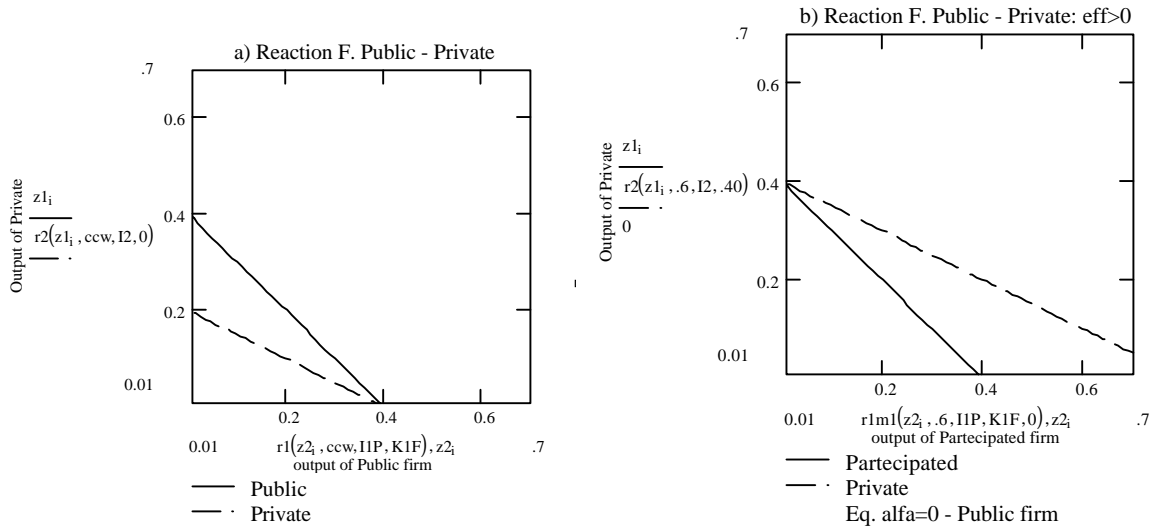 a) Reaction F. Public - Private
.7
0.6
Output of Private
z1i
r2(z1i , ccw, I2, 0)
0.4
0.2
0.01
0.2
0.4
0.6
0.01
r1(z2i , ccw, I1P, K1F), z2i
.7
output of Public firm
Public
Private
b) Reaction F. Public - Private: eff>0
.7
0.6
Output of Private
z1i
r2(z1i , .6, I2, .40)
0
0.4
0.2
0.01
0.2
0.4
0.6
0.01
r1m1(z2i , .6, I1P, K1F, 0), z2i
.7
output of Partecipated firm
Partecipated
Private
Eq. alfa=0 - Public firm